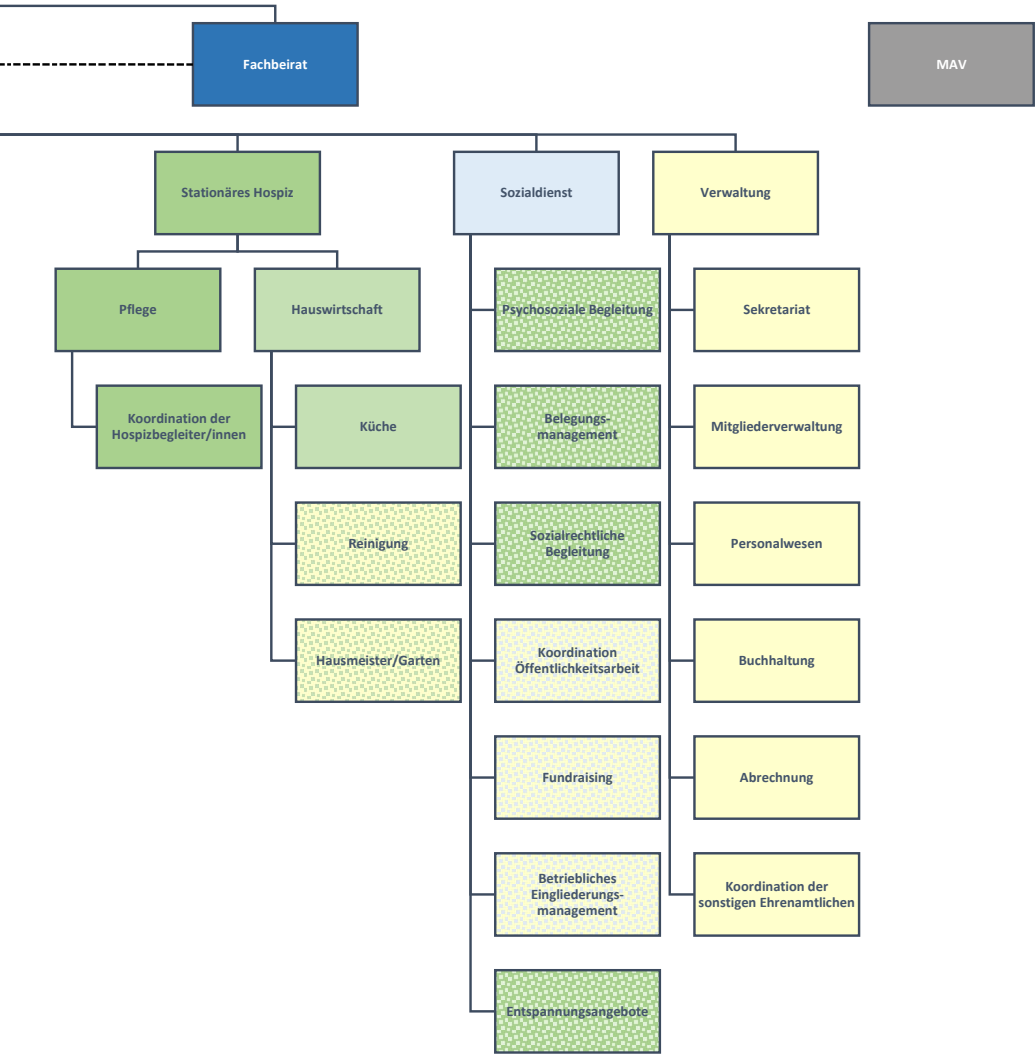 Fachbeirat
MAV
Stationäres Hospiz
Sozialdienst
Verwaltung
Pflege
Hauswirtschaft
Psychosoziale Begleitung
Sekretariat
Koordination der
Hospizbegleiter/innen
Küche
Belegungs-
management
Mitgliederverwaltung
Reinigung
Sozialrechtliche
Begleitung
Personalwesen
Hausmeister/Garten
Koordination
Öffentlichkeitsarbeit
Buchhaltung
Fundraising
Abrechnung
Betriebliches
Eingliederungs-
management
Koordination der
sonstigen Ehrenamtlichen
Entspannungsangebote